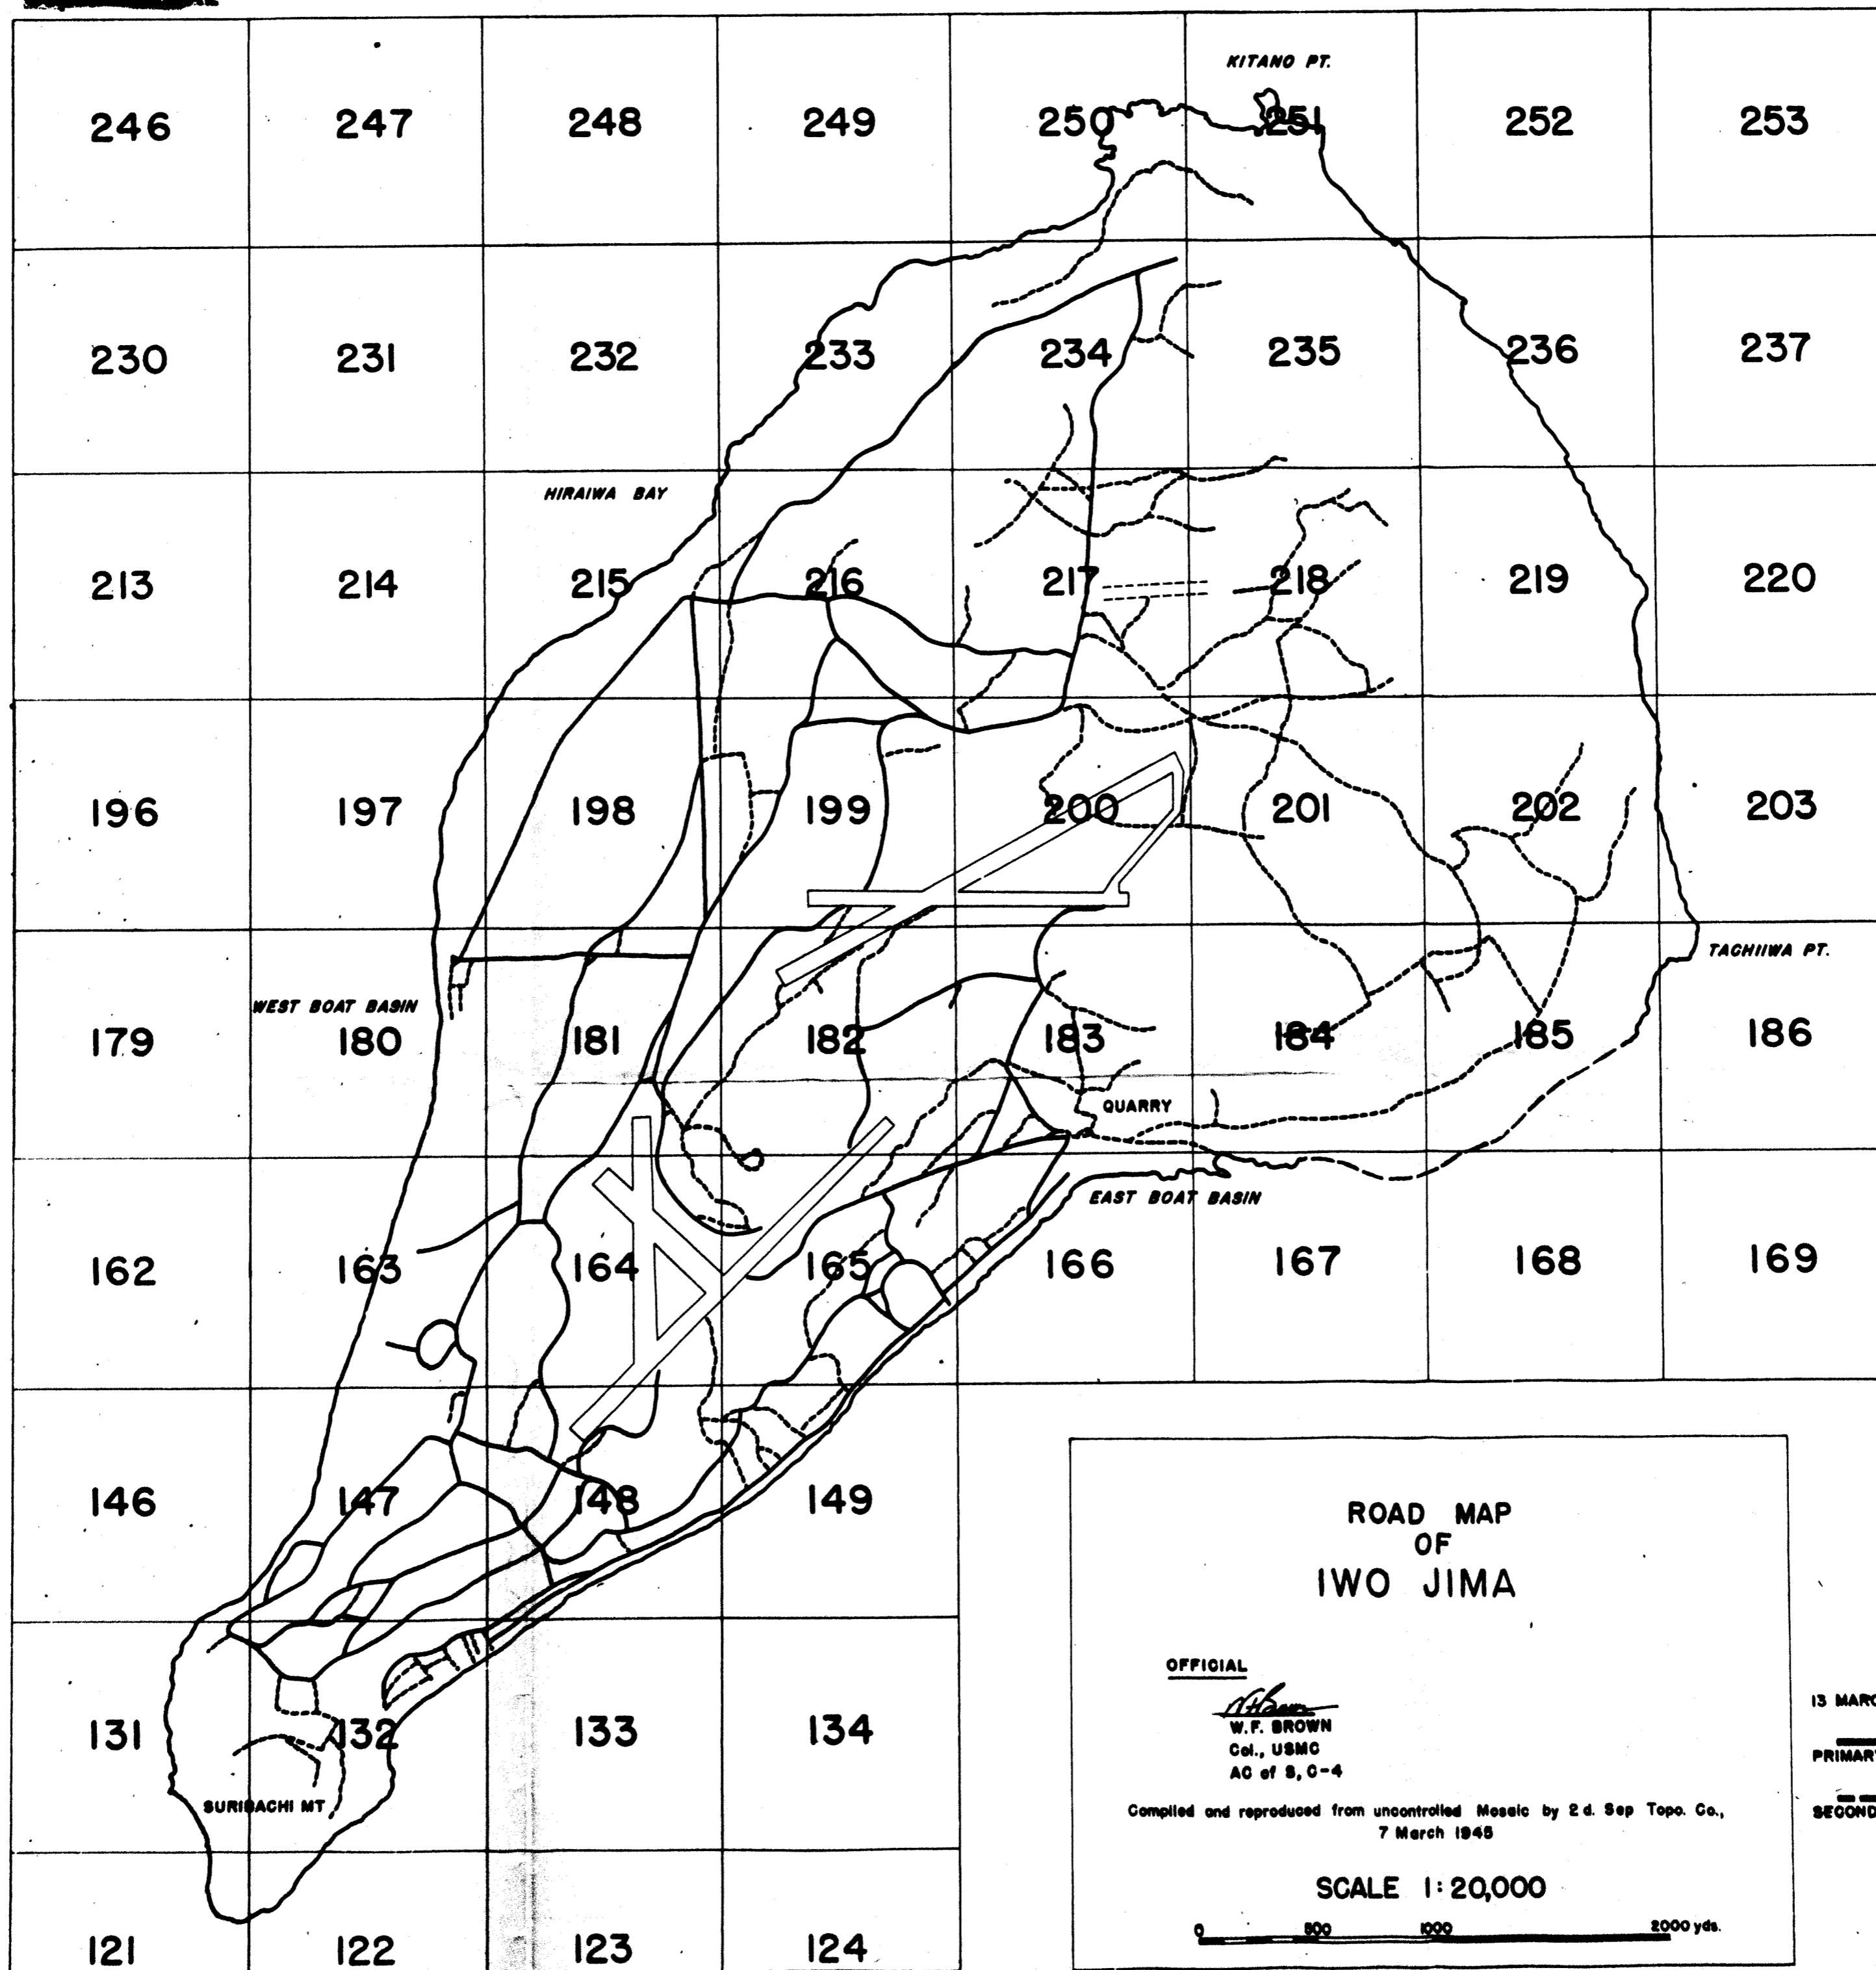 KITANO PT.
246 247 248 249 250 251 252 253
230 231 232 233 234 235 236 237
HIRAIWA BAY
213 214 215 216 217 218 219 220
196 197 198 199 200 201 202 203
TACHIIWA PT.
WEST BOAT BASIN
179 180 181 182 183 184 185 186
QUARRY
EAST BOAT BASIN
162 163 164 165 166 167 168 169
146 147 148 149
131 132 133 134
SURIBACHI MT
121 122 123 124
ROAD MAP
OF
IWO JIMA
OFFICIAL
W.F. BROWN
Col., USMC
AC of S, C-4
Compiled and reproduced from uncontrolled Mosaic by 2d. Sep Topo. Co.,
7 March 1945
SCALE 1:20,000
0 500 1000 2000 yds.
13 MARC
PRIMARY
SECOND